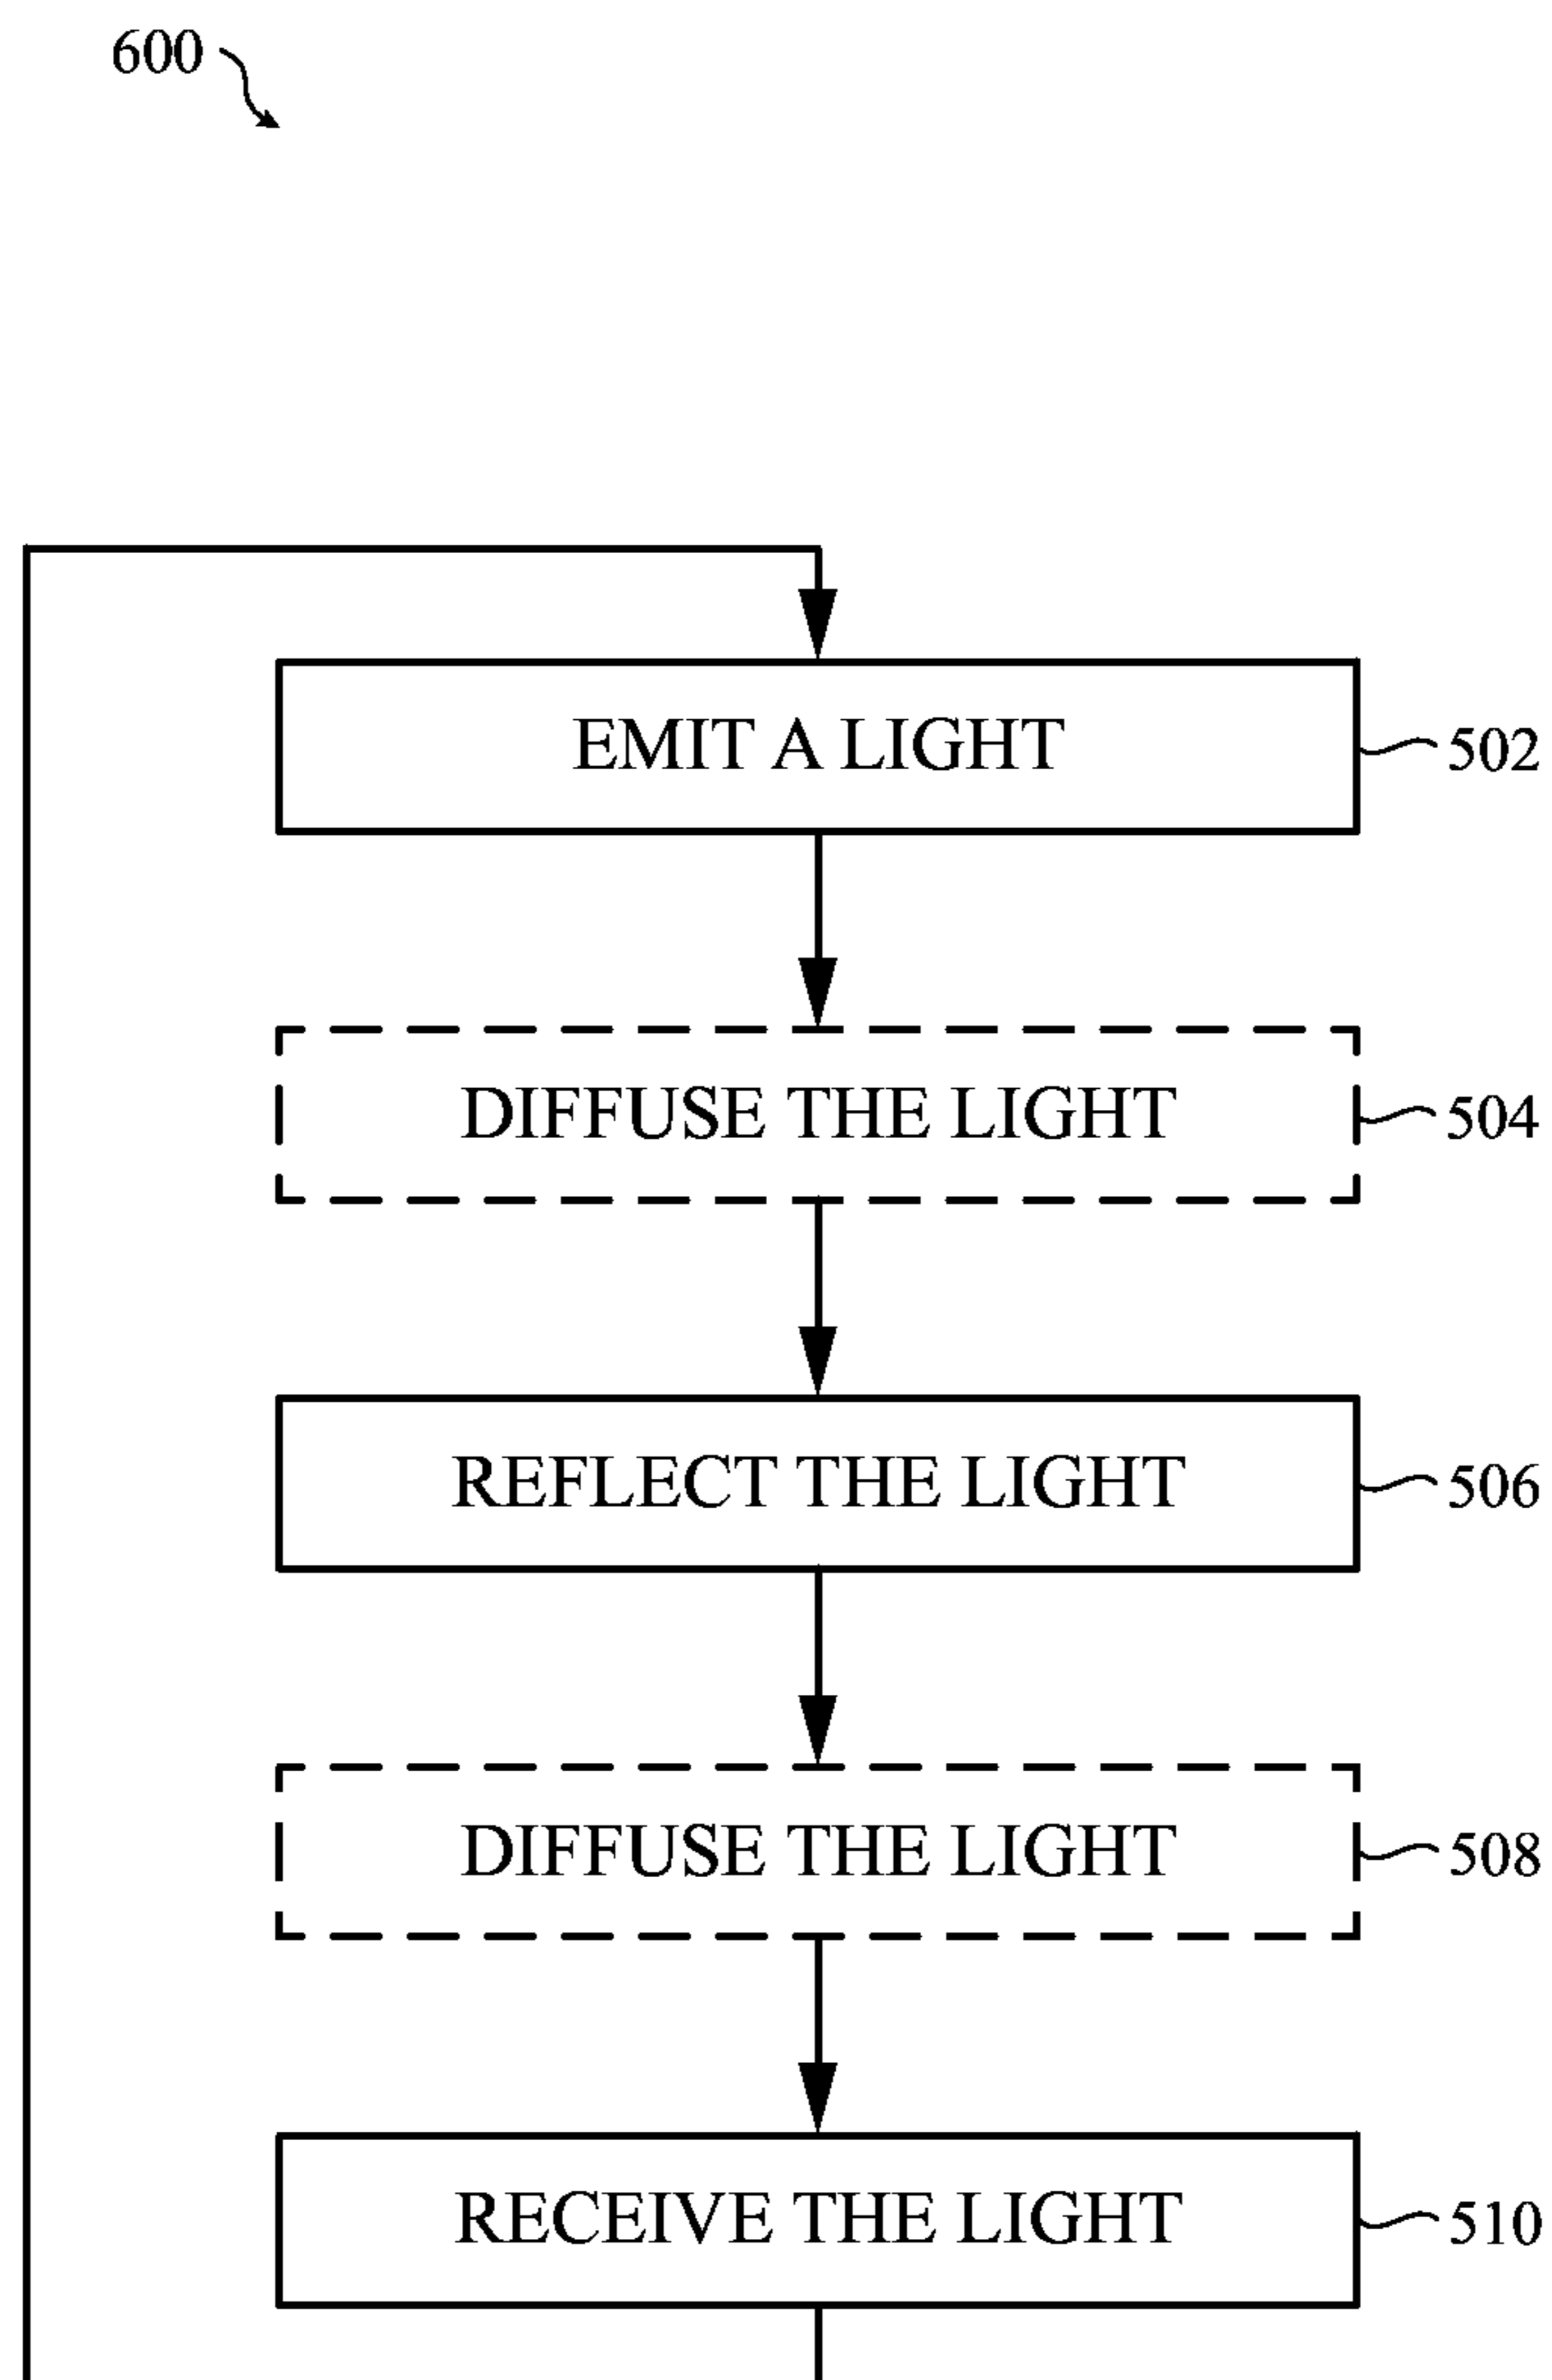 600
EMIT A LIGHT
502
DIFFUSE THE LIGHT
504
REFLECT THE LIGHT
506
DIFFUSE THE LIGHT
508
RECEIVE THE LIGHT
510